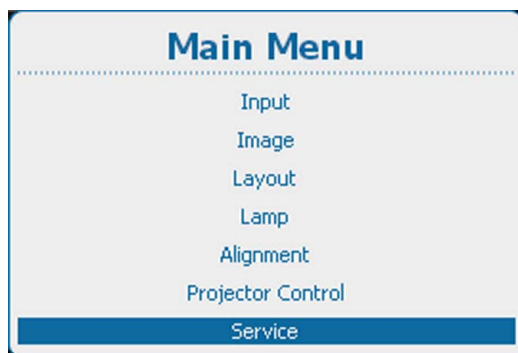 Main Menu
Input
Image
Layout
Lamp
Alignment
Projector Control
Service